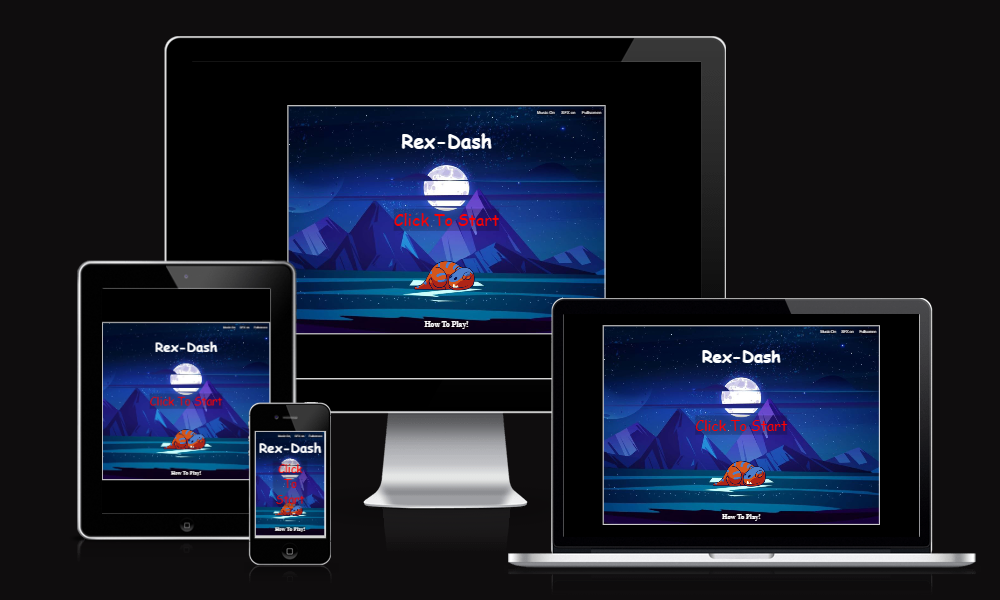 Music On SFX on Fullscreen
Rex-Dash
Click To Start
How To Play!
Music On SFX on Fullscreen
Rex-Dash
Click To Start
How To Play!
Music On SFX on Fullscreen
Rex-Dash
Click
To
Start
How To Play!
Music On SFX on Fullscreen
Rex-Dash
Click To Start
How To Play!